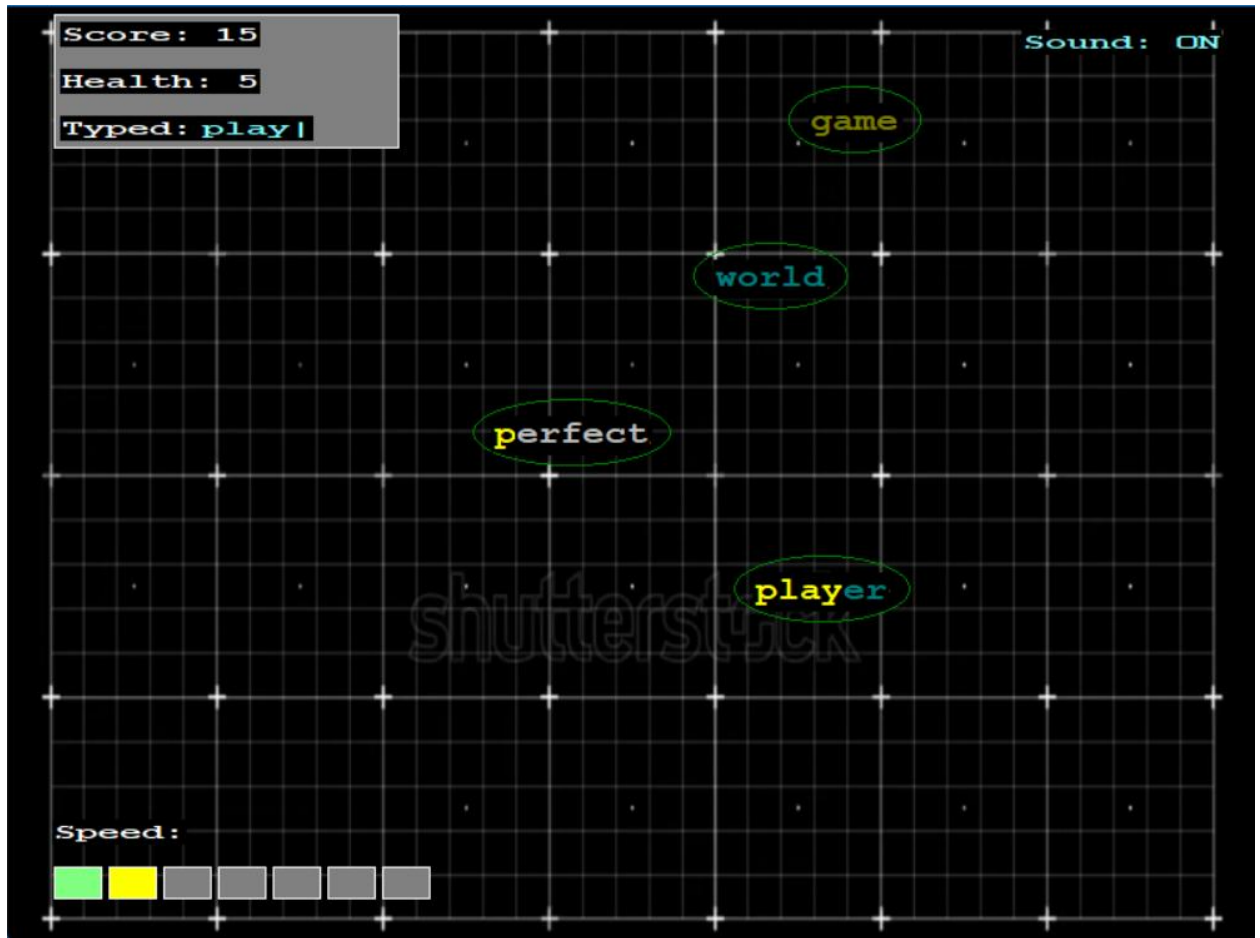 Score: 15
Sound: ON
Health: 5
Typed: play|
game
world
perfect
player
shutterstock
Speed: